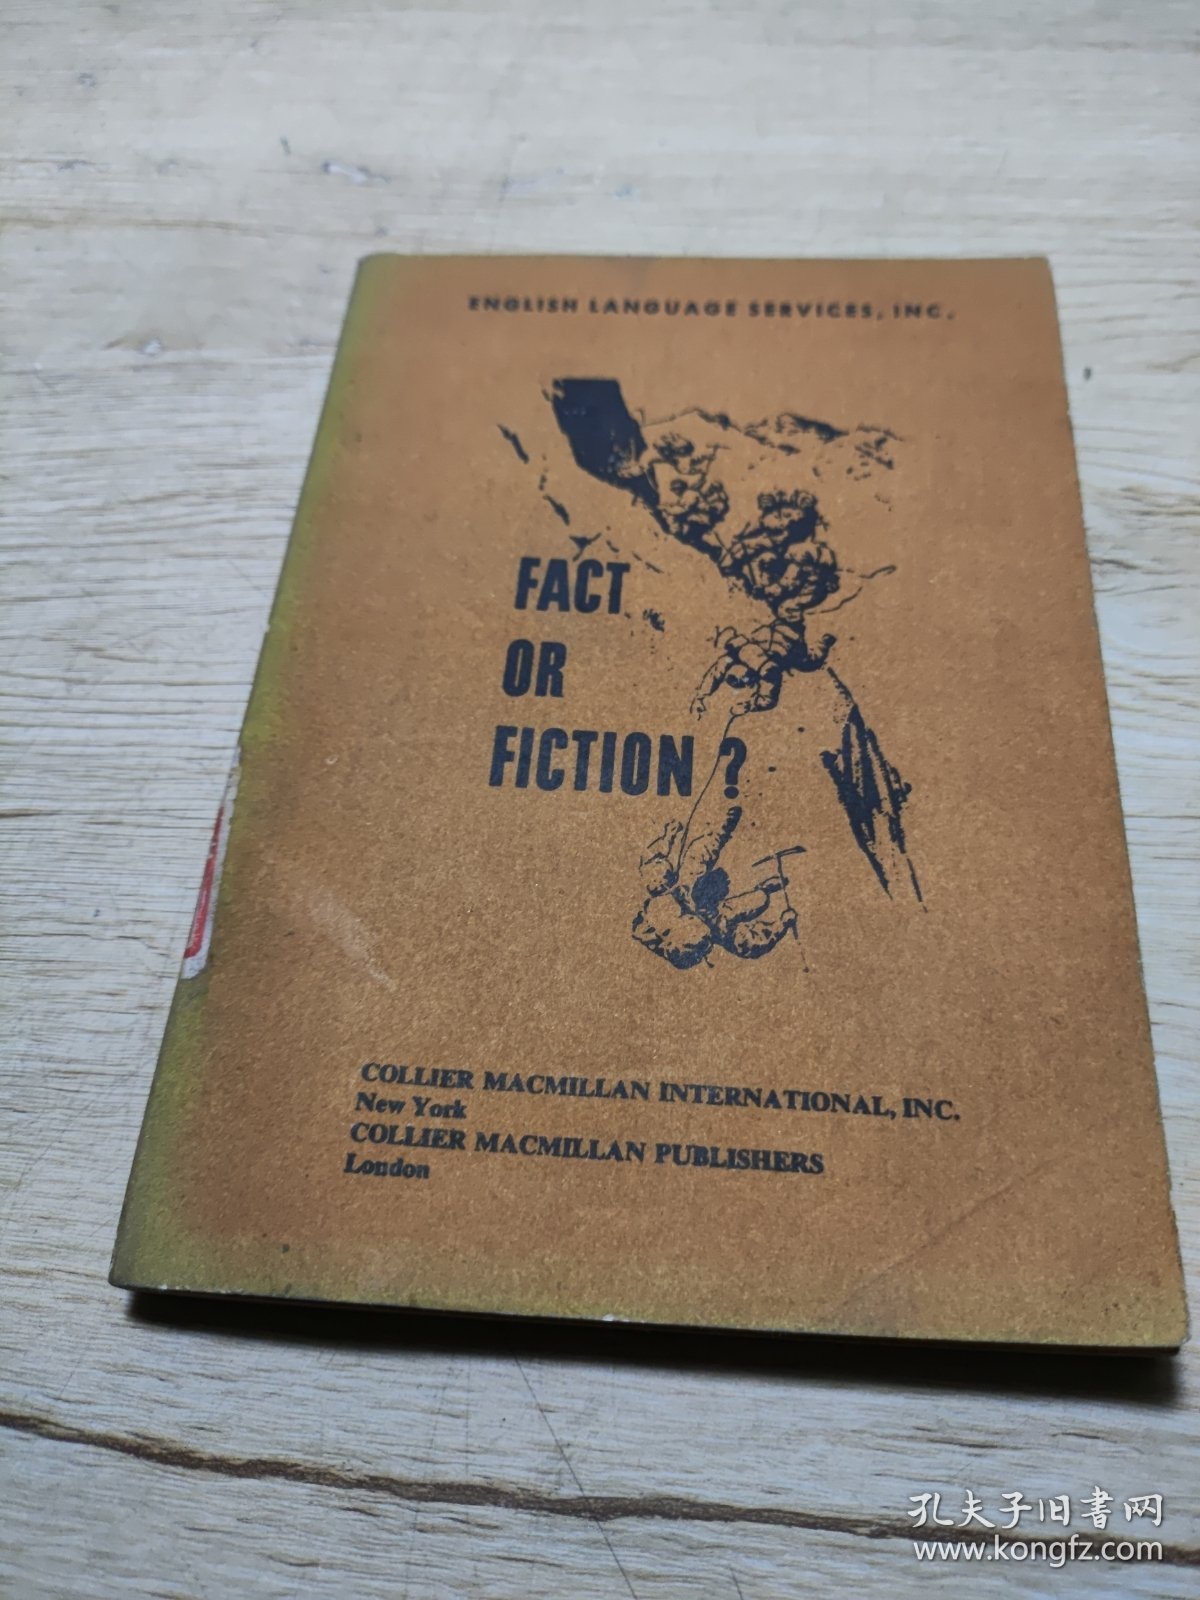 ENGLISH LANGUAGE SERVICES, INC.
FACT
OR
FICTION?
COLLIER MACMILLAN INTERNATIONAL, INC.
New York
COLLIER MACMILLAN PUBLISHERS
London
孔夫子旧书网
www.kongfz.com